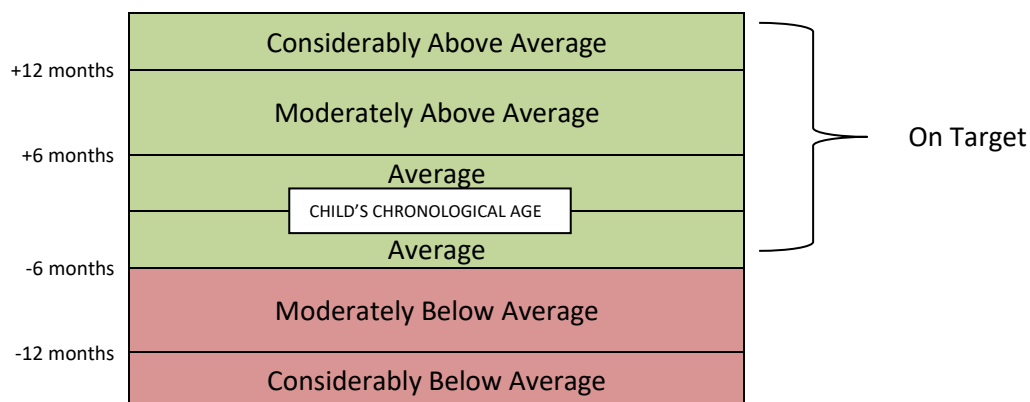 Considerably Above Average
+12 months
Moderately Above Average
On Target
+6 months
Average
CHILD’S CHRONOLOGICAL AGE
Average
-6 months
Moderately Below Average
-12 months
Considerably Below Average